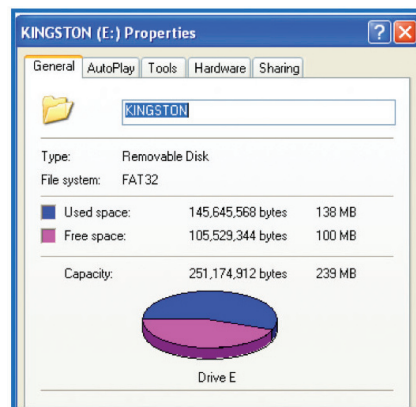 KINGSTON (E:) Properties
General AutoPlay Tools Hardware Sharing
KINGSTON
Type: Removable Disk
File system: FAT32
Used space: 145,645,568 bytes 138 MB
Free space: 105,529,344 bytes 100 MB
Capacity: 251,174,912 bytes 239 MB
Drive E